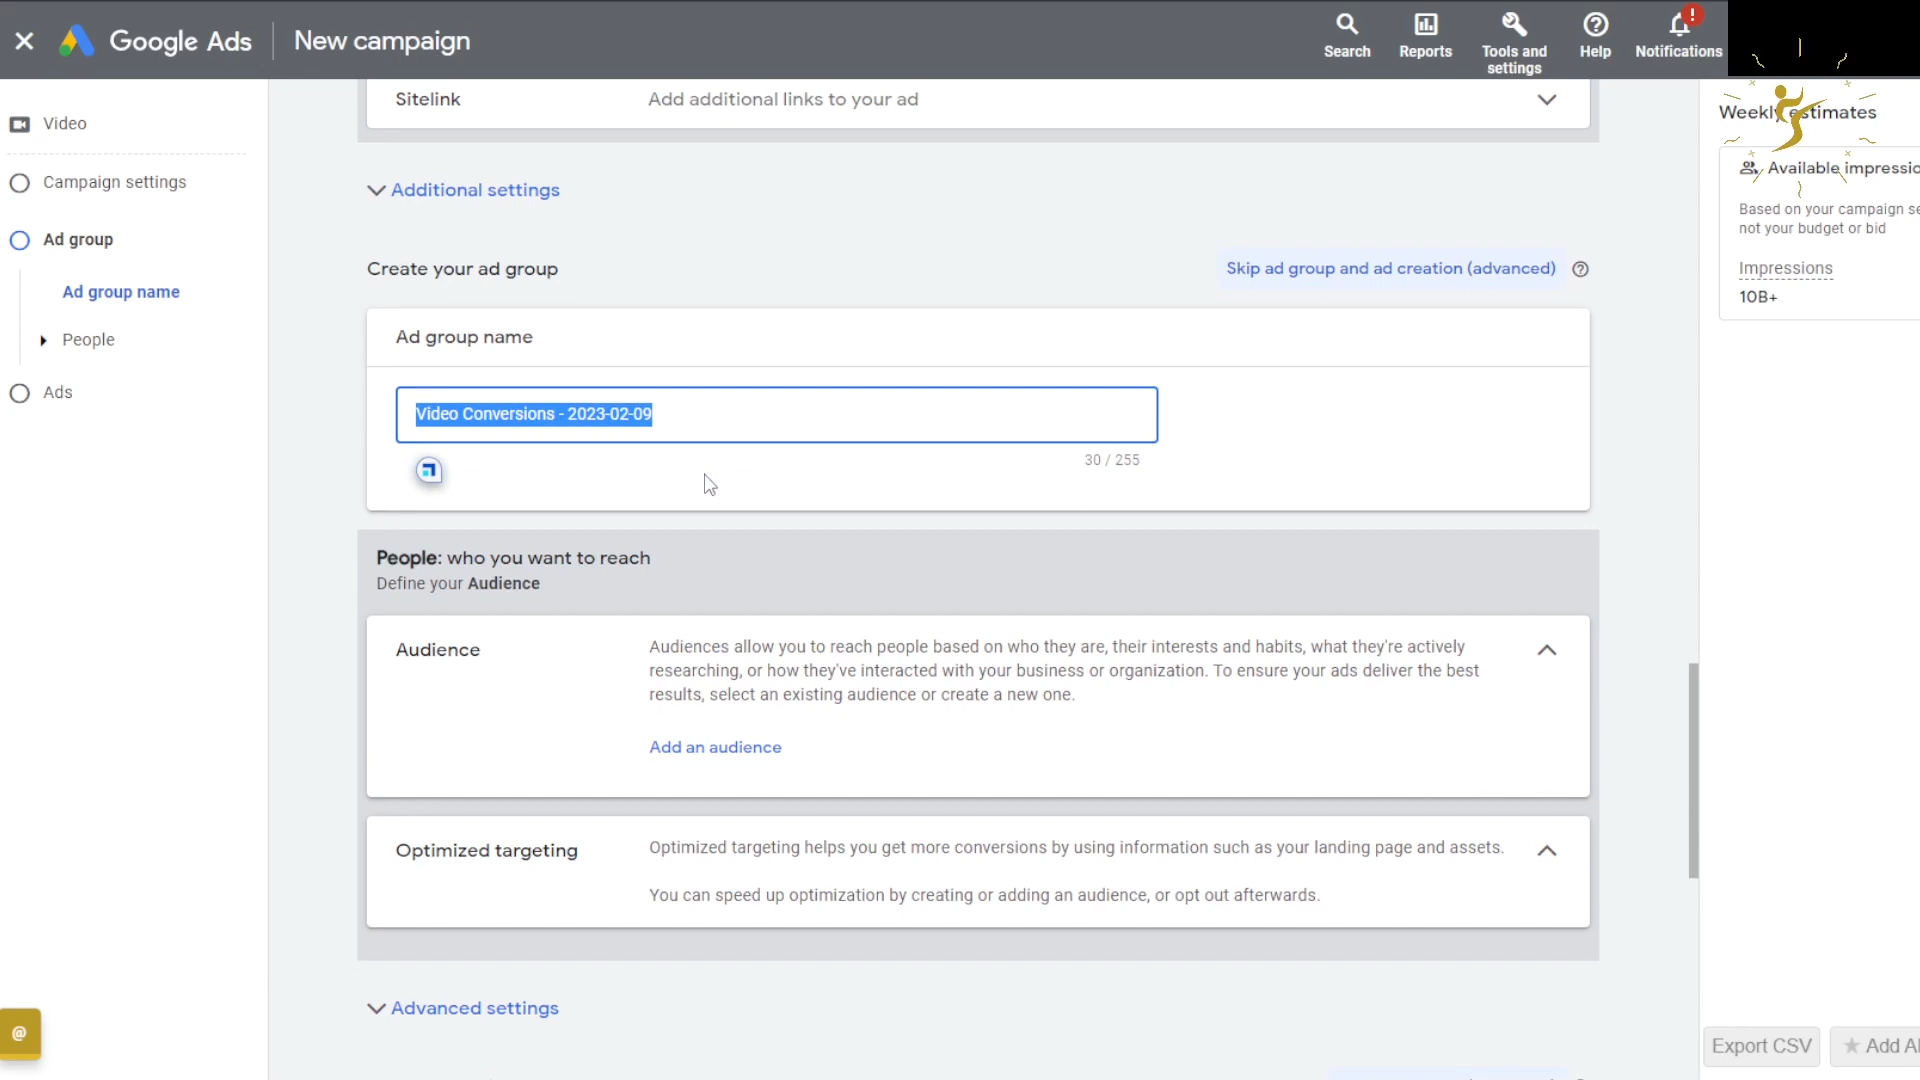 Google Ads
New campaign
Search
Reports
Tools and
settings
Help
Notifications
!
Video
Campaign settings
Ad group
Ad group name
People
Ads
Sitelink
Add additional links to your ad
Additional settings
Create your ad group
Skip ad group and ad creation (advanced)
Ad group name
Video Conversions - 2023-02-09
30 / 255
People: who you want to reach
Define your Audience
Audience
Audiences allow you to reach people based on who they are, their interests and habits, what they're actively
researching, or how they've interacted with your business or organization. To ensure your ads deliver the best
results, select an existing audience or create a new one.
Add an audience
Optimized targeting
Optimized targeting helps you get more conversions by using information such as your landing page and assets.
You can speed up optimization by creating or adding an audience, or opt out afterwards.
Advanced settings
Weekly estimates
Available impressio
Based on your campaign se
not your budget or bid
Impressions
10B+
Export CSV
Add Al
@